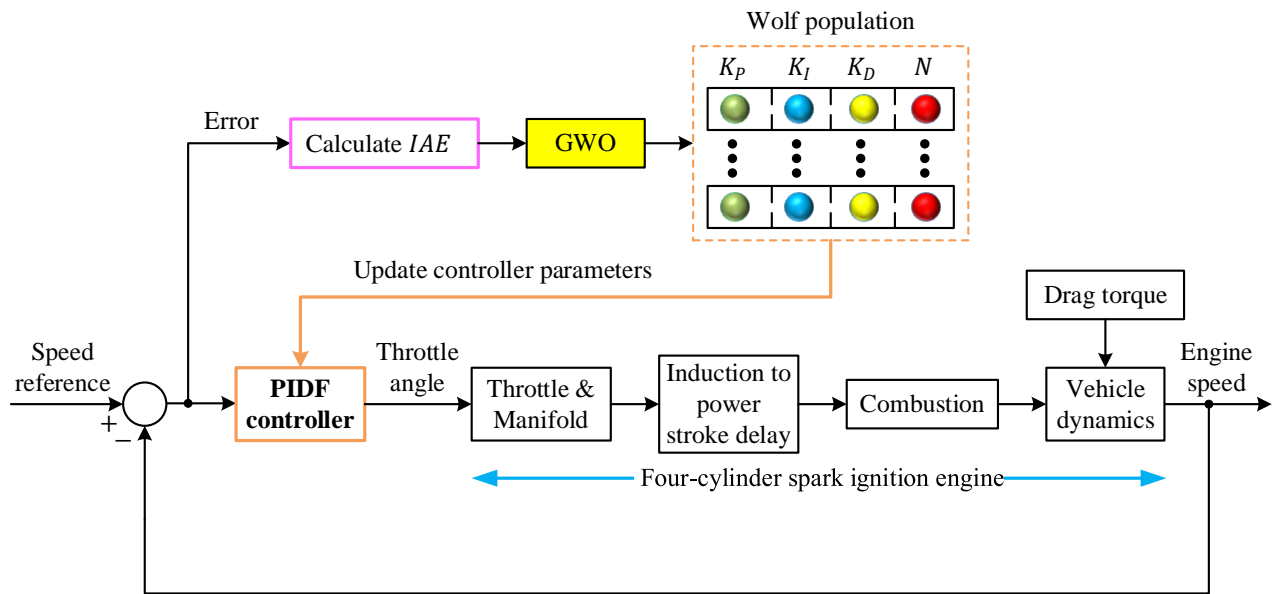 Wolf population
K_P K_I K_D N
Error
Calculate IAE
GWO
Update controller parameters
Drag torque
Speed
reference
+
−
PIDF
controller
Throttle
angle
Throttle &
Manifold
Induction to
power
stroke delay
Combustion
Vehicle
dynamics
Engine
speed
Four-cylinder spark ignition engine